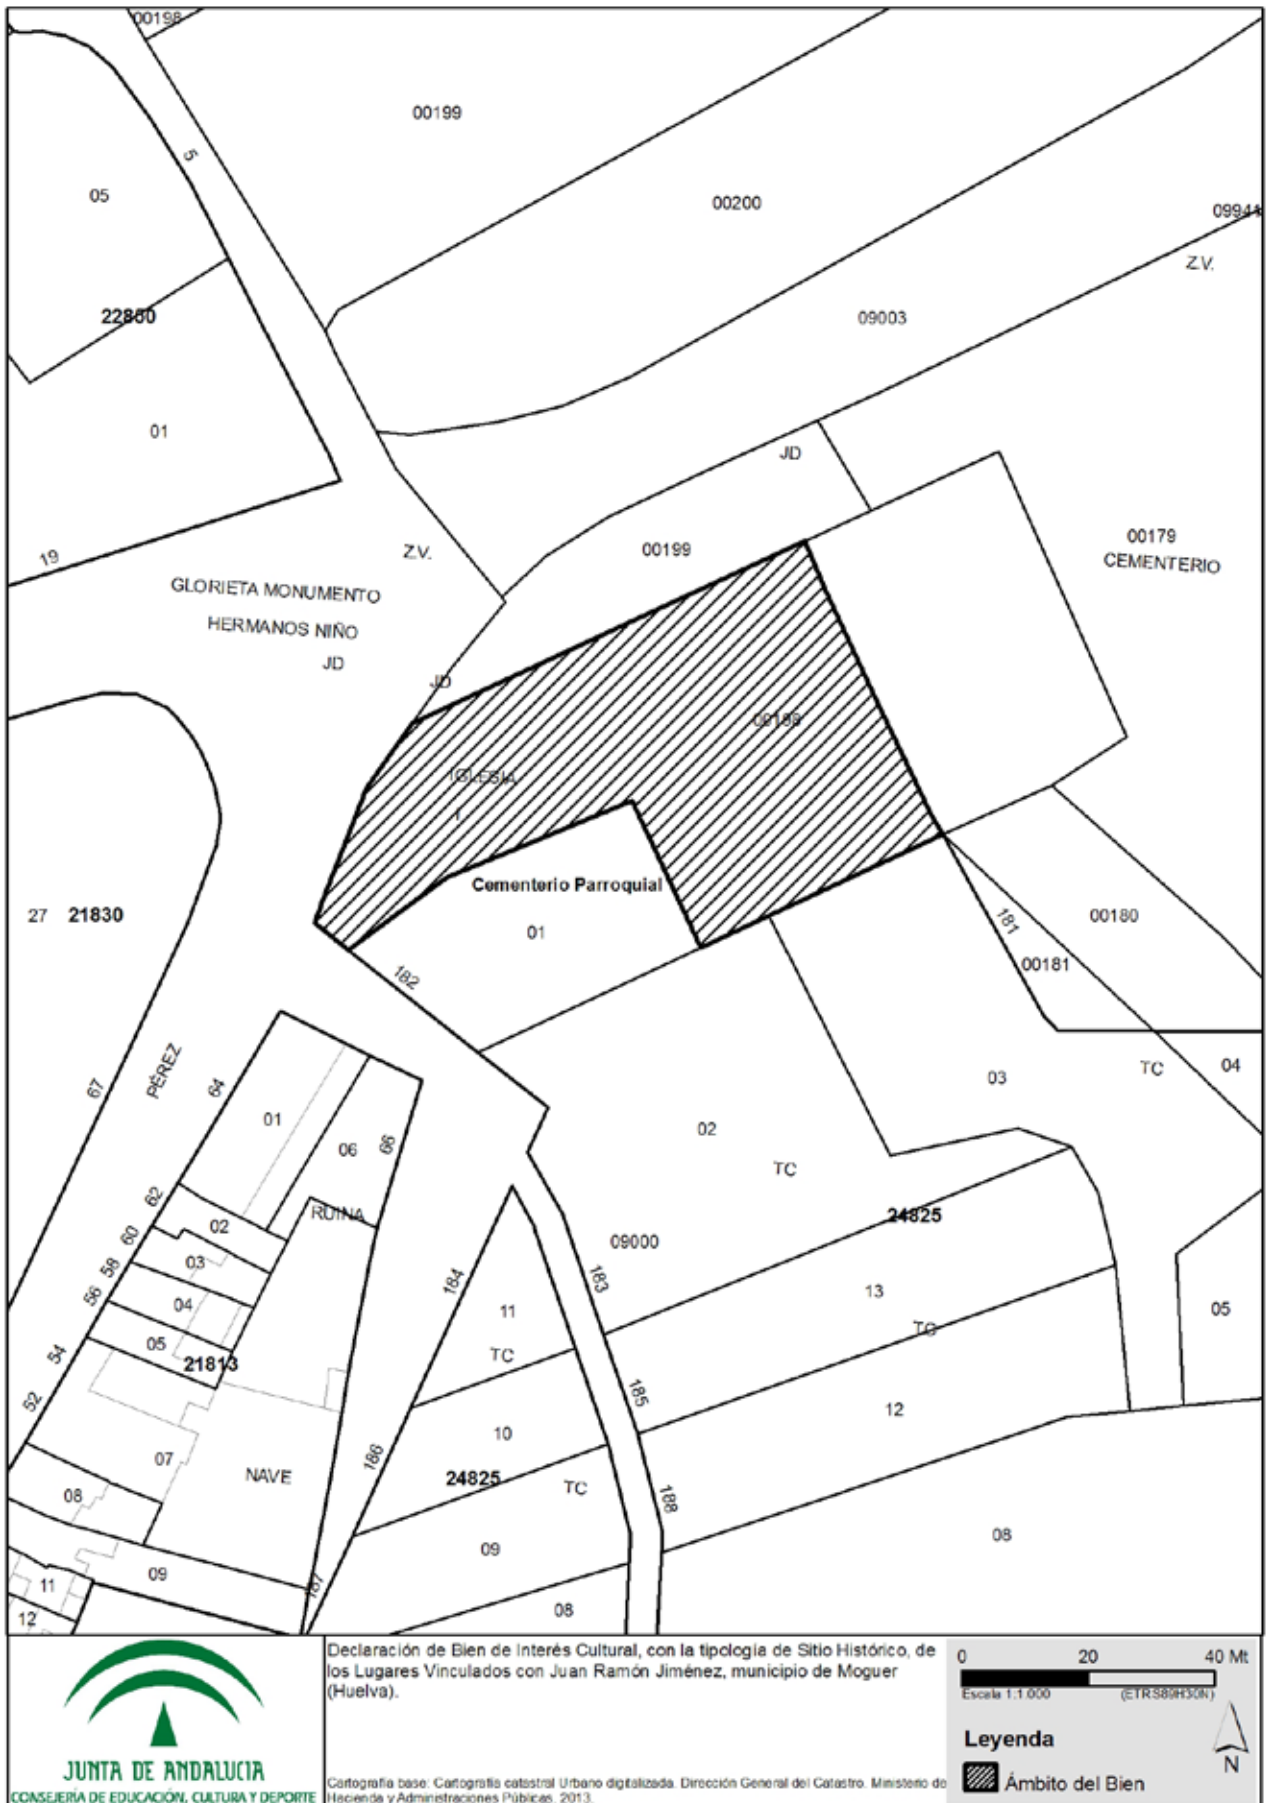 00198
00199
5
05
00200
09941
Z.V.
22850
09003
01
JD
19
Z.V.
00199
00179
CEMENTERIO
GLORIETA MONUMENTO
HERMANOS NIÑO
JD
JD
00198
IGLESIA
I
Cementerio Parroquial
27 21830
01
181
00180
00181
182
PÉREZ
67
64
01
06
66
03
TC
04
02
TC
62
02
RUINA
24825
60
03
09000
58
184
183
56
04
11
13
05
05
TC
TC
54
21813
52
185
12
10
07
186
NAVE
24825
TC
188
08
09
08
09
187
11
08
12
Declaración de Bien de Interés Cultural, con la tipología de Sitio Histórico, de
los Lugares Vinculados con Juan Ramón Jiménez, municipio de Moguer
(Huelva).
0 20 40 Mt
Escala 1:1.000 (ETRS89H30N)
Leyenda
N
Ámbito del Bien
JUNTA DE ANDALUCIA
CONSEJERÍA DE EDUCACIÓN, CULTURA Y DEPORTE
Cartografía base: Cartografía catastral Urbano digitalizada. Dirección General del Catastro. Ministerio de
Hacienda y Administraciones Públicas, 2013.